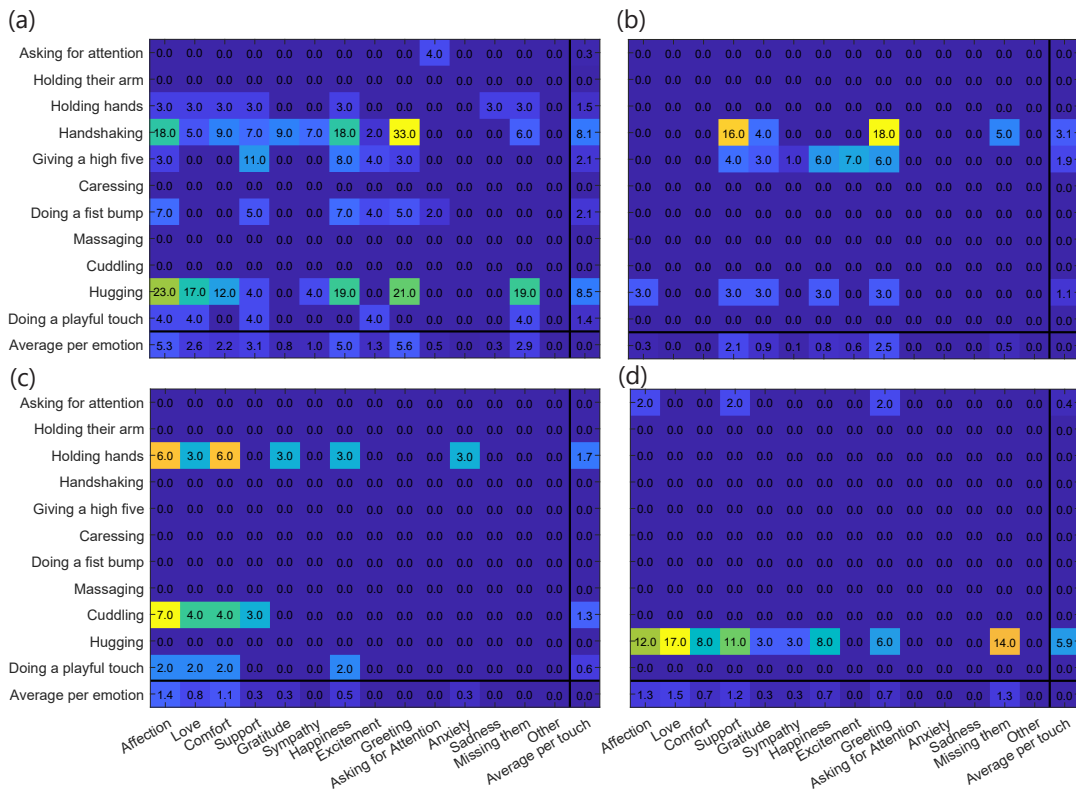 (a) (b)
Asking for attention 0.0 0.0 0.0 0.0 0.0 0.0 0.0 0.0 0.0 4.0 0.0 0.0 0.0 0.0 0.3 0.0 0.0 0.0 0.0 0.0 0.0 0.0 0.0 0.0 0.0 0.0 0.0 0.0 0.0 0.0
Holding their arm 0.0 0.0 0.0 0.0 0.0 0.0 0.0 0.0 0.0 0.0 0.0 0.0 0.0 0.0 0.0 0.0 0.0 0.0 0.0 0.0 0.0 0.0 0.0 0.0 0.0 0.0 0.0 0.0 0.0 0.0
Holding hands 3.0 3.0 3.0 3.0 0.0 0.0 3.0 0.0 0.0 0.0 0.0 3.0 3.0 0.0 1.5 0.0 0.0 0.0 0.0 0.0 0.0 0.0 0.0 0.0 0.0 0.0 0.0 0.0 0.0 0.0
Handshaking 18.0 5.0 9.0 7.0 9.0 7.0 18.0 2.0 33.0 0.0 0.0 0.0 6.0 0.0 8.1 0.0 0.0 0.0 16.0 4.0 0.0 0.0 0.0 18.0 0.0 0.0 0.0 5.0 0.0 3.1
Giving a high five 3.0 0.0 0.0 11.0 0.0 0.0 8.0 4.0 3.0 0.0 0.0 0.0 0.0 0.0 2.1 0.0 0.0 0.0 4.0 3.0 1.0 6.0 7.0 6.0 0.0 0.0 0.0 0.0 0.0 1.9
Caressing 0.0 0.0 0.0 0.0 0.0 0.0 0.0 0.0 0.0 0.0 0.0 0.0 0.0 0.0 0.0 0.0 0.0 0.0 0.0 0.0 0.0 0.0 0.0 0.0 0.0 0.0 0.0 0.0 0.0 0.0
Doing a fist bump 7.0 0.0 0.0 5.0 0.0 0.0 7.0 4.0 5.0 2.0 0.0 0.0 0.0 0.0 2.1 0.0 0.0 0.0 0.0 0.0 0.0 0.0 0.0 0.0 0.0 0.0 0.0 0.0 0.0 0.0
Massaging 0.0 0.0 0.0 0.0 0.0 0.0 0.0 0.0 0.0 0.0 0.0 0.0 0.0 0.0 0.0 0.0 0.0 0.0 0.0 0.0 0.0 0.0 0.0 0.0 0.0 0.0 0.0 0.0 0.0 0.0
Cuddling 0.0 0.0 0.0 0.0 0.0 0.0 0.0 0.0 0.0 0.0 0.0 0.0 0.0 0.0 0.0 0.0 0.0 0.0 0.0 0.0 0.0 0.0 0.0 0.0 0.0 0.0 0.0 0.0 0.0 0.0
Hugging 23.0 17.0 12.0 4.0 0.0 4.0 19.0 0.0 21.0 0.0 0.0 0.0 19.0 0.0 8.5 3.0 0.0 0.0 3.0 3.0 0.0 3.0 0.0 3.0 0.0 0.0 0.0 0.0 0.0 1.1
Doing a playful touch 4.0 4.0 0.0 4.0 0.0 0.0 0.0 4.0 0.0 0.0 0.0 0.0 4.0 0.0 1.4 0.0 0.0 0.0 0.0 0.0 0.0 0.0 0.0 0.0 0.0 0.0 0.0 0.0 0.0 0.0
Average per emotion 5.3 2.6 2.2 3.1 0.8 1.0 5.0 1.3 5.6 0.5 0.0 0.3 2.9 0.0 0.0 0.3 0.0 0.0 2.1 0.9 0.1 0.8 0.6 2.5 0.0 0.0 0.0 0.5 0.0 0.0
(c) (d)
Asking for attention 0.0 0.0 0.0 0.0 0.0 0.0 0.0 0.0 0.0 0.0 0.0 0.0 0.0 0.0 0.0 2.0 0.0 0.0 2.0 0.0 0.0 0.0 0.0 2.0 0.0 0.0 0.0 0.0 0.0 0.4
Holding their arm 0.0 0.0 0.0 0.0 0.0 0.0 0.0 0.0 0.0 0.0 0.0 0.0 0.0 0.0 0.0 0.0 0.0 0.0 0.0 0.0 0.0 0.0 0.0 0.0 0.0 0.0 0.0 0.0 0.0 0.0
Holding hands 6.0 3.0 6.0 0.0 3.0 0.0 3.0 0.0 0.0 0.0 3.0 0.0 0.0 0.0 1.7 0.0 0.0 0.0 0.0 0.0 0.0 0.0 0.0 0.0 0.0 0.0 0.0 0.0 0.0 0.0
Handshaking 0.0 0.0 0.0 0.0 0.0 0.0 0.0 0.0 0.0 0.0 0.0 0.0 0.0 0.0 0.0 0.0 0.0 0.0 0.0 0.0 0.0 0.0 0.0 0.0 0.0 0.0 0.0 0.0 0.0 0.0
Giving a high five 0.0 0.0 0.0 0.0 0.0 0.0 0.0 0.0 0.0 0.0 0.0 0.0 0.0 0.0 0.0 0.0 0.0 0.0 0.0 0.0 0.0 0.0 0.0 0.0 0.0 0.0 0.0 0.0 0.0 0.0
Caressing 0.0 0.0 0.0 0.0 0.0 0.0 0.0 0.0 0.0 0.0 0.0 0.0 0.0 0.0 0.0 0.0 0.0 0.0 0.0 0.0 0.0 0.0 0.0 0.0 0.0 0.0 0.0 0.0 0.0 0.0
Doing a fist bump 0.0 0.0 0.0 0.0 0.0 0.0 0.0 0.0 0.0 0.0 0.0 0.0 0.0 0.0 0.0 0.0 0.0 0.0 0.0 0.0 0.0 0.0 0.0 0.0 0.0 0.0 0.0 0.0 0.0 0.0
Massaging 0.0 0.0 0.0 0.0 0.0 0.0 0.0 0.0 0.0 0.0 0.0 0.0 0.0 0.0 0.0 0.0 0.0 0.0 0.0 0.0 0.0 0.0 0.0 0.0 0.0 0.0 0.0 0.0 0.0 0.0
Cuddling 7.0 4.0 4.0 3.0 0.0 0.0 0.0 0.0 0.0 0.0 0.0 0.0 0.0 0.0 1.3 0.0 0.0 0.0 0.0 0.0 0.0 0.0 0.0 0.0 0.0 0.0 0.0 0.0 0.0 0.0
Hugging 0.0 0.0 0.0 0.0 0.0 0.0 0.0 0.0 0.0 0.0 0.0 0.0 0.0 0.0 0.0 12.0 17.0 8.0 11.0 3.0 3.0 8.0 0.0 6.0 0.0 0.0 0.0 14.0 0.0 5.9
Doing a playful touch 2.0 2.0 2.0 0.0 0.0 0.0 2.0 0.0 0.0 0.0 0.0 0.0 0.0 0.0 0.6 0.0 0.0 0.0 0.0 0.0 0.0 0.0 0.0 0.0 0.0 0.0 0.0 0.0 0.0 0.0
Average per emotion 1.4 0.8 1.1 0.3 0.3 0.0 0.5 0.0 0.0 0.0 0.3 0.0 0.0 0.0 0.0 1.3 1.5 0.7 1.2 0.3 0.3 0.7 0.0 0.7 0.0 0.0 0.0 1.3 0.0 0.0
Affection Love Comfort Support Gratitude Sympathy Happiness Excitement Greeting Asking for Attention Anxiety Sadness Missing them Other Average per touch Affection Love Comfort Support Gratitude Sympathy Happiness Excitement Greeting Asking for Attention Anxiety Sadness Missing them Other Average per touch